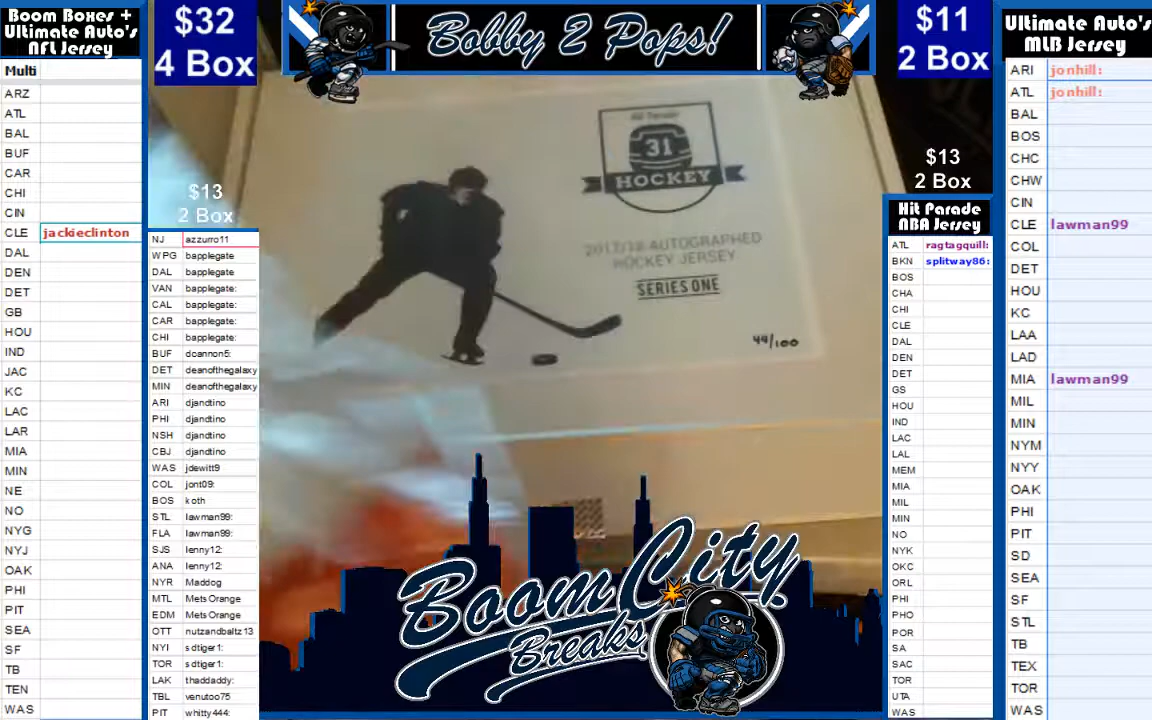 Boom Boxes +
Ultimate Auto's
NFL Jersey
Multi
ARZ
ATL
BAL
BUF
CAR
CHI
CIN
CLE jackieclinton
DAL
DEN
DET
GB
HOU
IND
JAC
KC
LAC
LAR
MIA
MIN
NE
NO
NYG
NYJ
OAK
PHI
PIT
SEA
SF
TB
TEN
WAS
$32
4 Box
$13
2 Box
NJ azzurro11
WPG bapplegate
DAL bapplegate
VAN bapplegate:
CAL bapplegate:
CAR bapplegate:
CHI bapplegate:
BUF dcannon5:
DET deanofthegalaxy
MIN deanofthegalaxy
ARI djandtino
PHI djandtino
NSH djandtino
CBJ djandtino
WAS jdewitt9
COL jont09:
BOS koth
STL lawman99:
FLA lawman99:
SJS lenny12:
ANA lenny12:
NYR Maddog
MTL Mets Orange
EDM Mets Orange
OTT nutzandbaltz13
NYI sdtiger1:
TOR sdtiger1:
LAK thaddaddy:
TBL venutoo75
PIT whitty444:
Bobby 2 Pops!
Hit Parade
31
HOCKEY
2017/18 AUTOGRAPHED
HOCKEY JERSEY
SERIES ONE
44/100
Boom City
Breaks
$11
2 Box
$13
2 Box
Hit Parade
NBA Jersey
ATL ragtagquill:
BKN splitway86:
BOS
CHA
CHI
CLE
DAL
DEN
DET
GS
HOU
IND
LAC
LAL
MEM
MIA
MIL
MIN
NO
NYK
OKC
ORL
PHI
PHO
POR
SA
SAC
TOR
UTA
WAS
Ultimate Auto's
MLB Jersey
ARI jonhill:
ATL jonhill:
BAL
BOS
CHC
CHW
CIN
CLE lawman99
COL
DET
HOU
KC
LAA
LAD
MIA lawman99
MIL
MIN
NYM
NYY
OAK
PHI
PIT
SD
SEA
SF
STL
TB
TEX
TOR
WAS